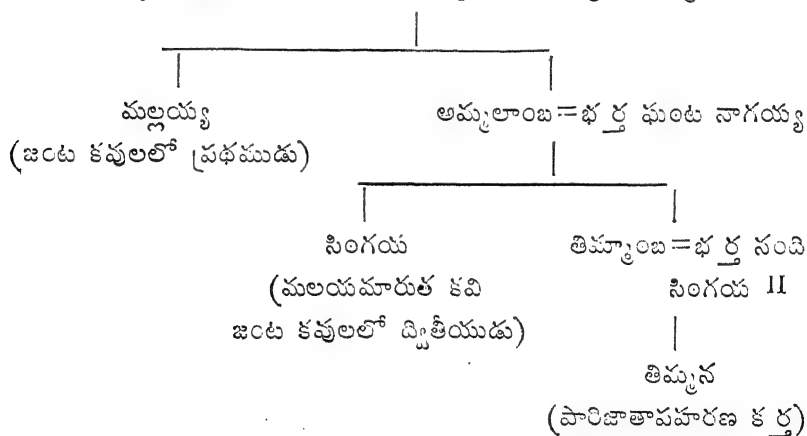 మల్లయ్య అమ్మలాంబ=భర్త ఘంట నాగయ్య
(జంట కవులలో ప్రథముడు)
సింగయ తిమ్మాంబ=భర్త నంది
(మలయమారుత కవి సింగయ II
జంట కవులలో ద్వితీయుడు)
తిమ్మన
(పారిజాతాపహరణ కర్త)